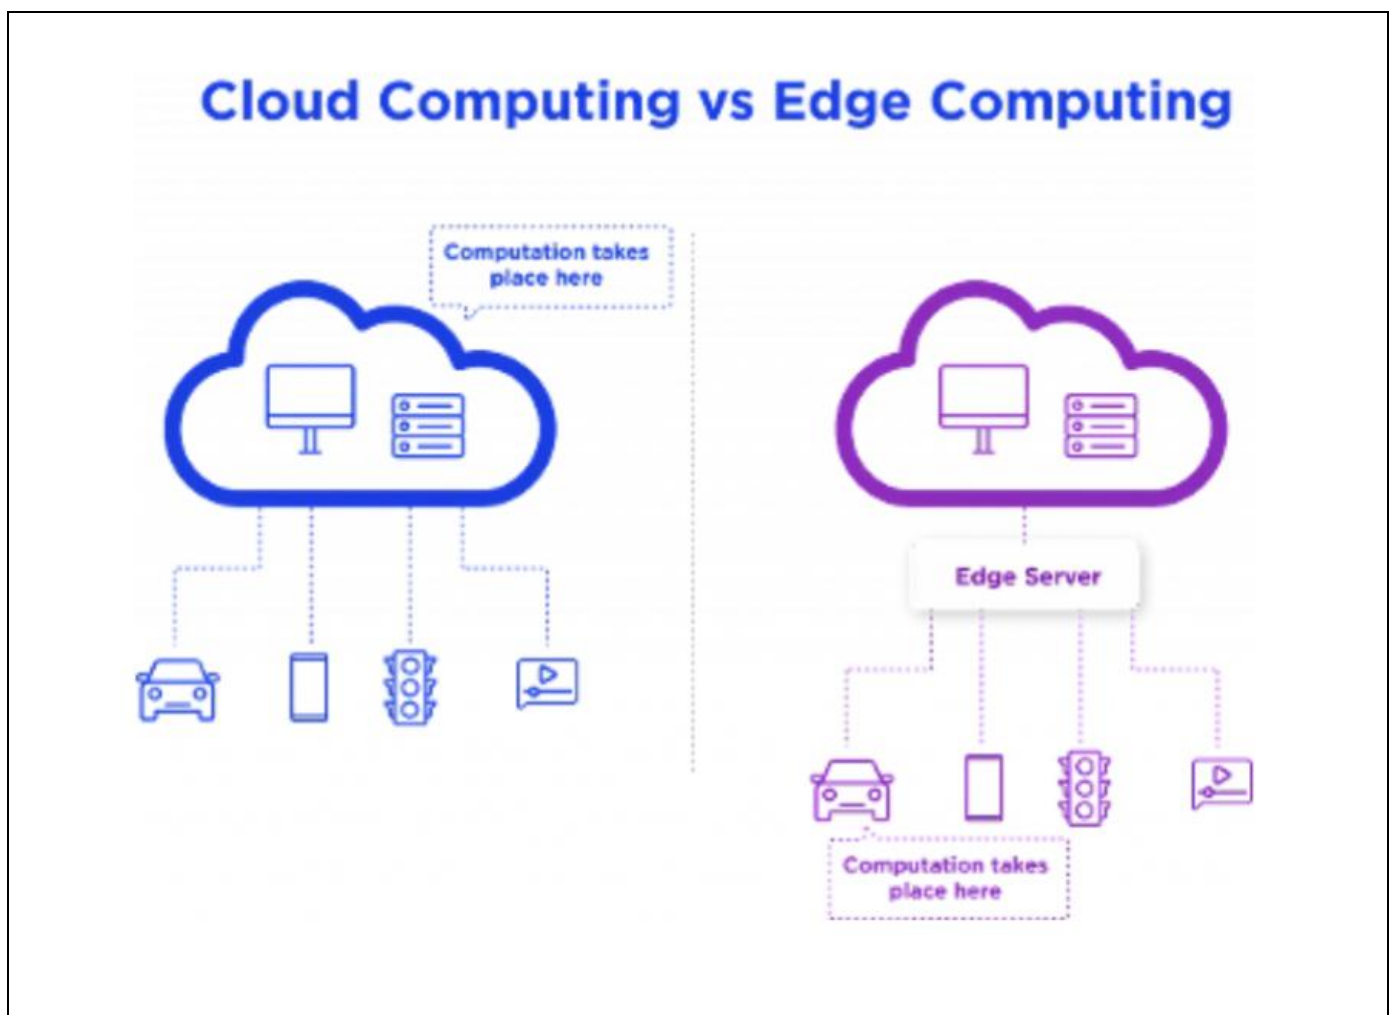 Cloud Computing vs Edge Computing
Computation takes
place here
Edge Server
Computation takes
place here